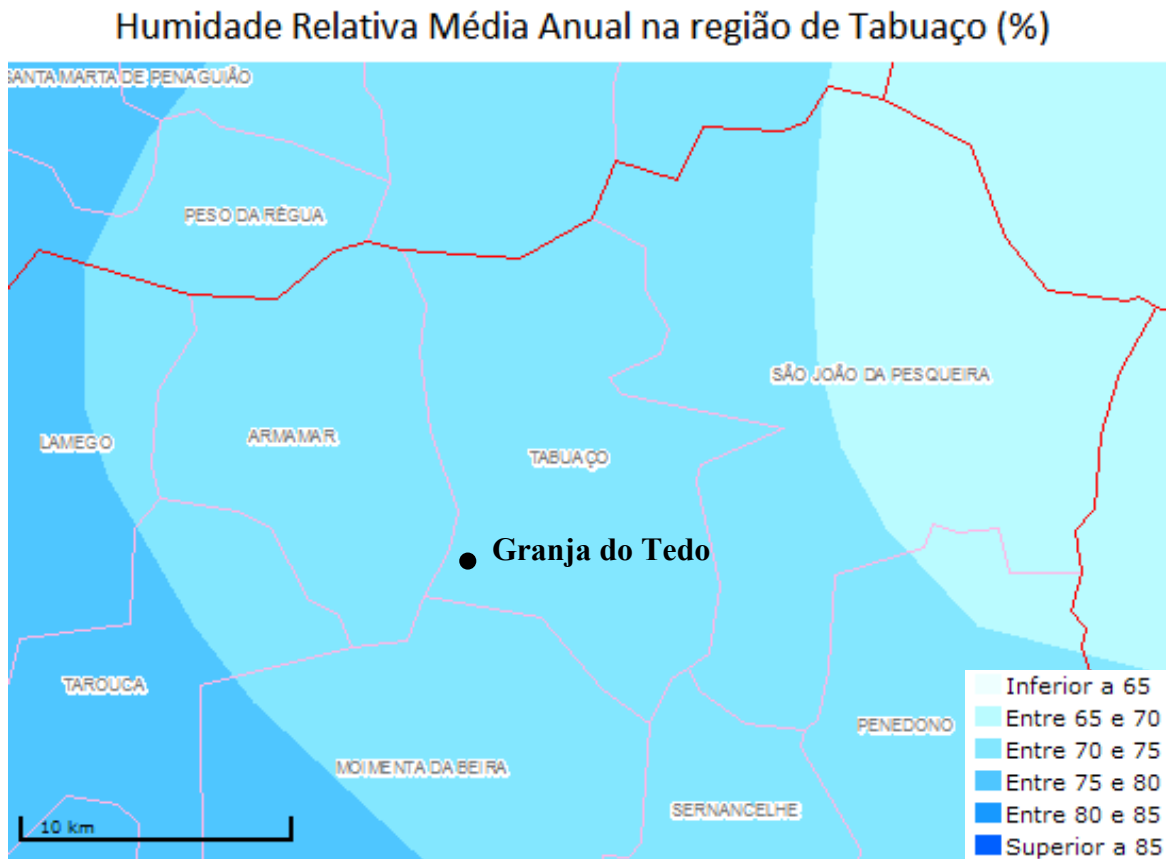 Humidade Relativa Média Anual na região de Tabuaço (%)
SANTA MARTA DE PENAGUIÃO
PESO DA RÉGUA
SÃO JOÃO DA PESQUEIRA
LAMEGO
ARMAMAR
TABUAÇO
Granja do Tedo
TAROUCA
PENEDONO
MOIMENTA DA BEIRA
SERNANCELHE
10 km
Inferior a 65
Entre 65 e 70
Entre 70 e 75
Entre 75 e 80
Entre 80 e 85
Superior a 85